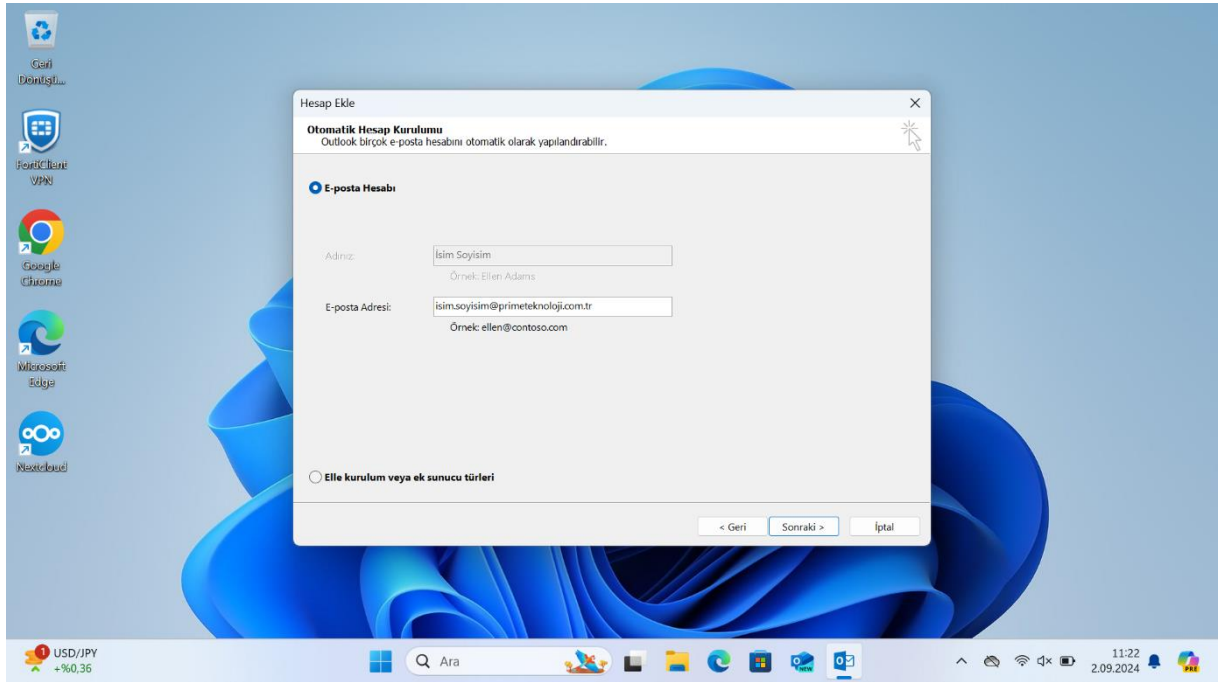 Geri
Dönüşü...
FortiClient
VPN
Google
Chrome
Microsoft
Edge
Nextcloud
Hesap Ekle
Otomatik Hesap Kurulumu
Outlook birçok e-posta hesabını otomatik olarak yapılandırabilir.
E-posta Hesabı
Adınız: İsim Soyisim
Örnek: Ellen Adams
E-posta Adresi: isim.soyisim@primeteknoloji.com.tr
Örnek: ellen@contoso.com
Elle kurulum veya ek sunucu türleri
< Geri Sonraki > İptal
1 USD/JPY
+%0,36
Ara
NEW
11:22
2.09.2024
PRE